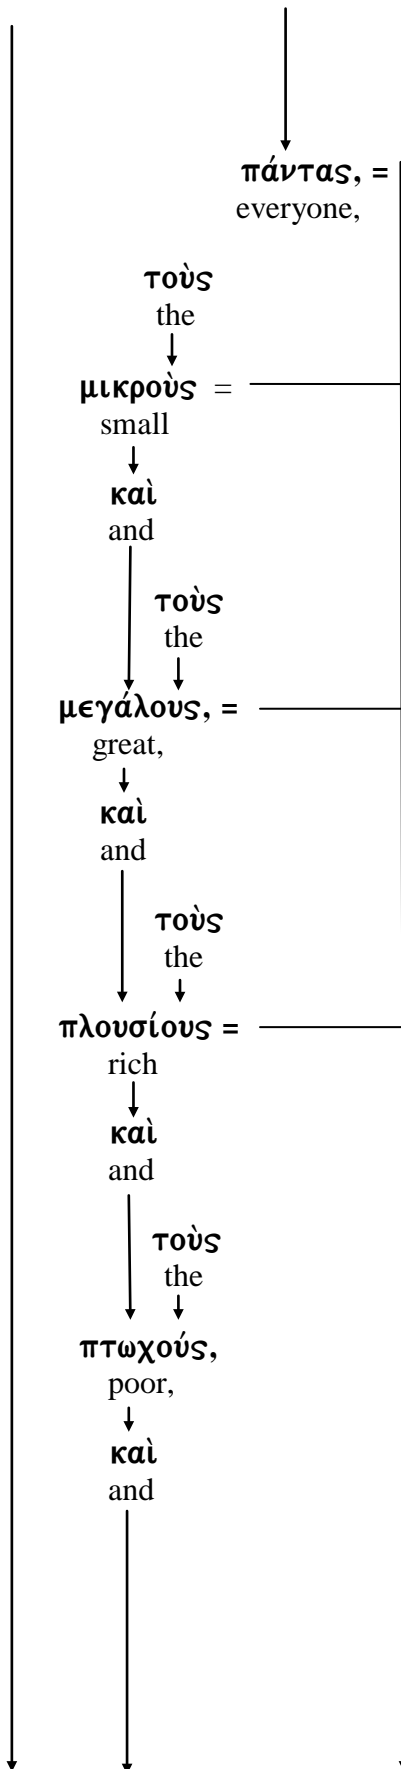 πάντας, =
everyone,
τοὺς
the
μικροὺς =
small
καὶ
and
τοὺς
the
μεγάλους, =
great,
καὶ
and
τοὺς
the
πλουσίους =
rich
καὶ
and
τοὺς
the
πτωχούς,
poor,
καὶ
and